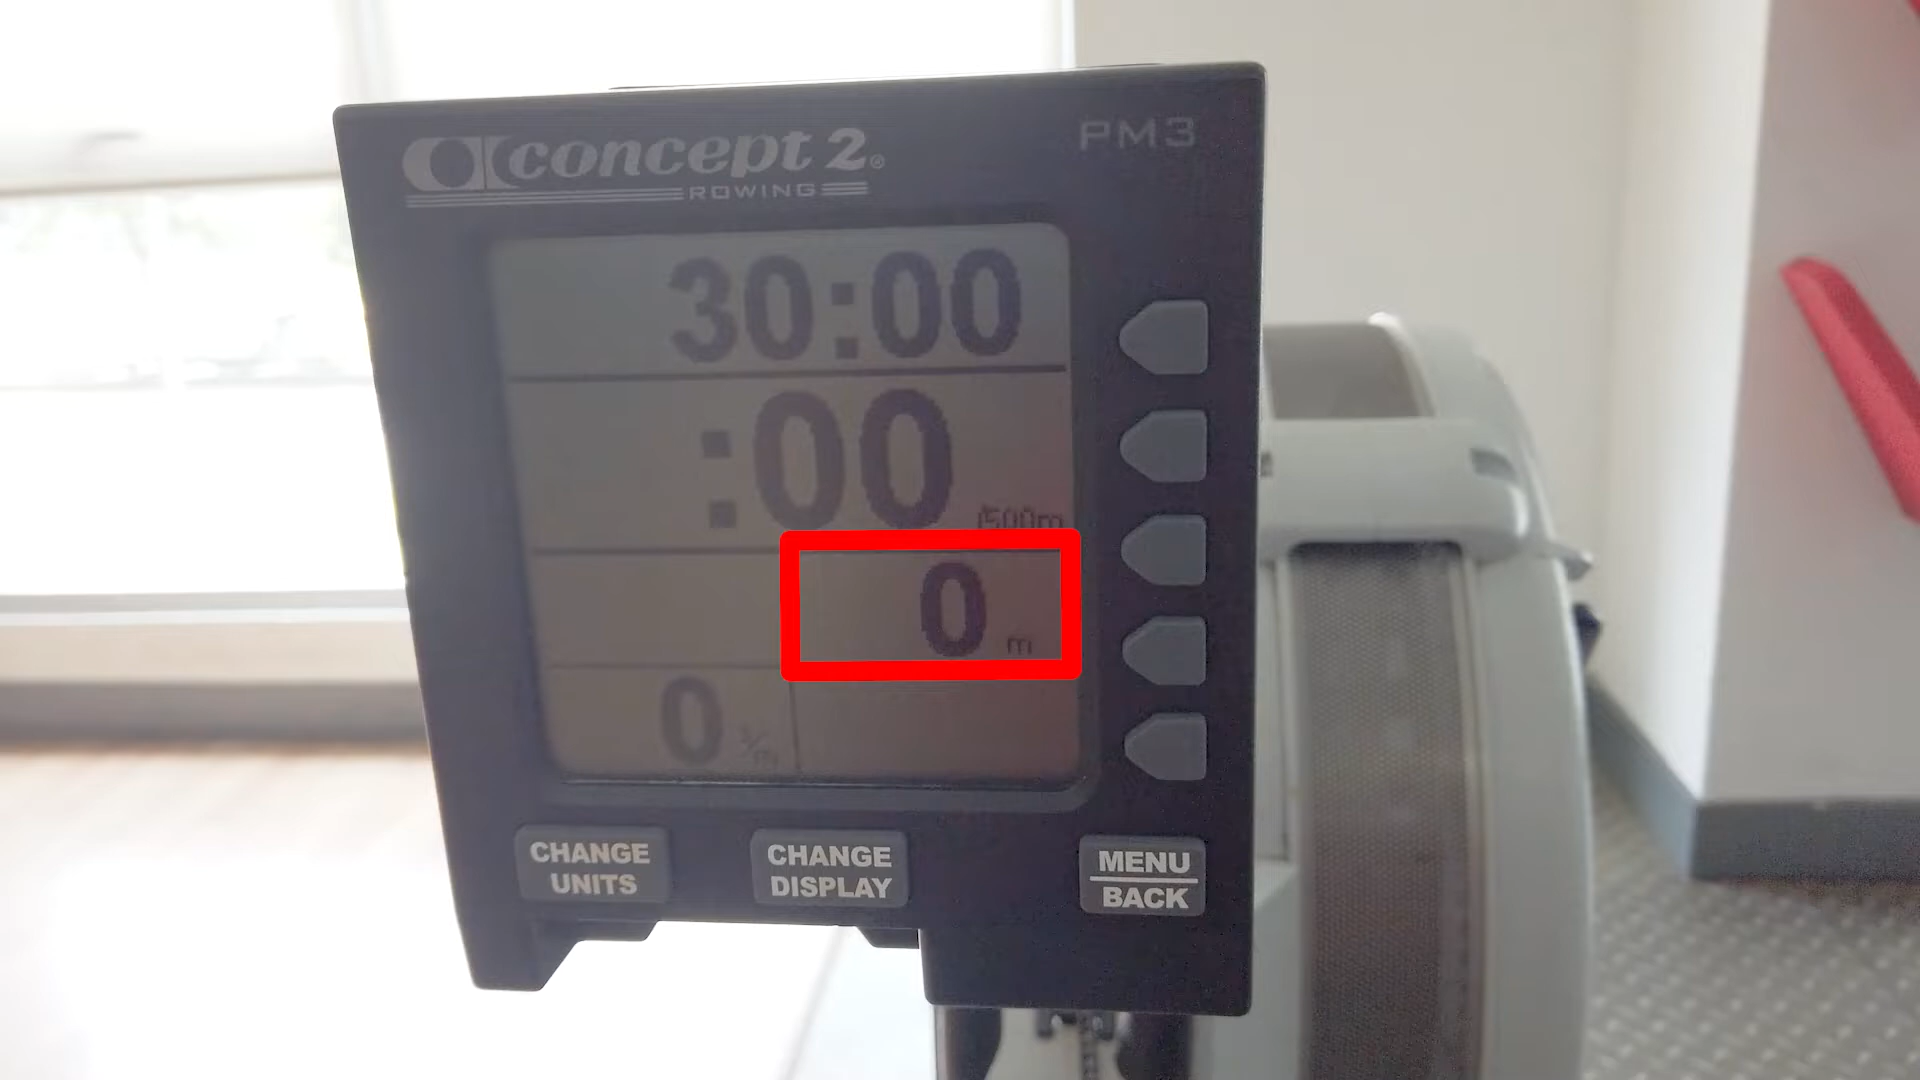 concept 2®
ROWING
PM3
30:00
:00
/500m
0 m
0 s/m
CHANGE UNITS
CHANGE DISPLAY
MENU
BACK